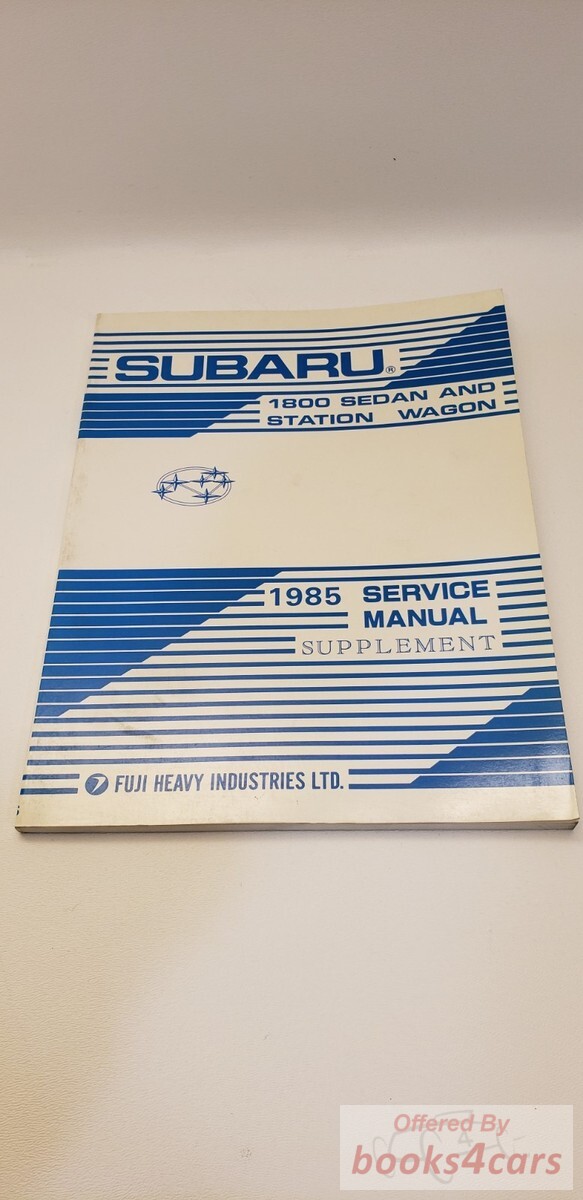 SUBARU®
1800 SEDAN AND
STATION WAGON
1985 SERVICE
MANUAL
SUPPLEMENT
FUJI HEAVY INDUSTRIES LTD.
Offered By
books4cars